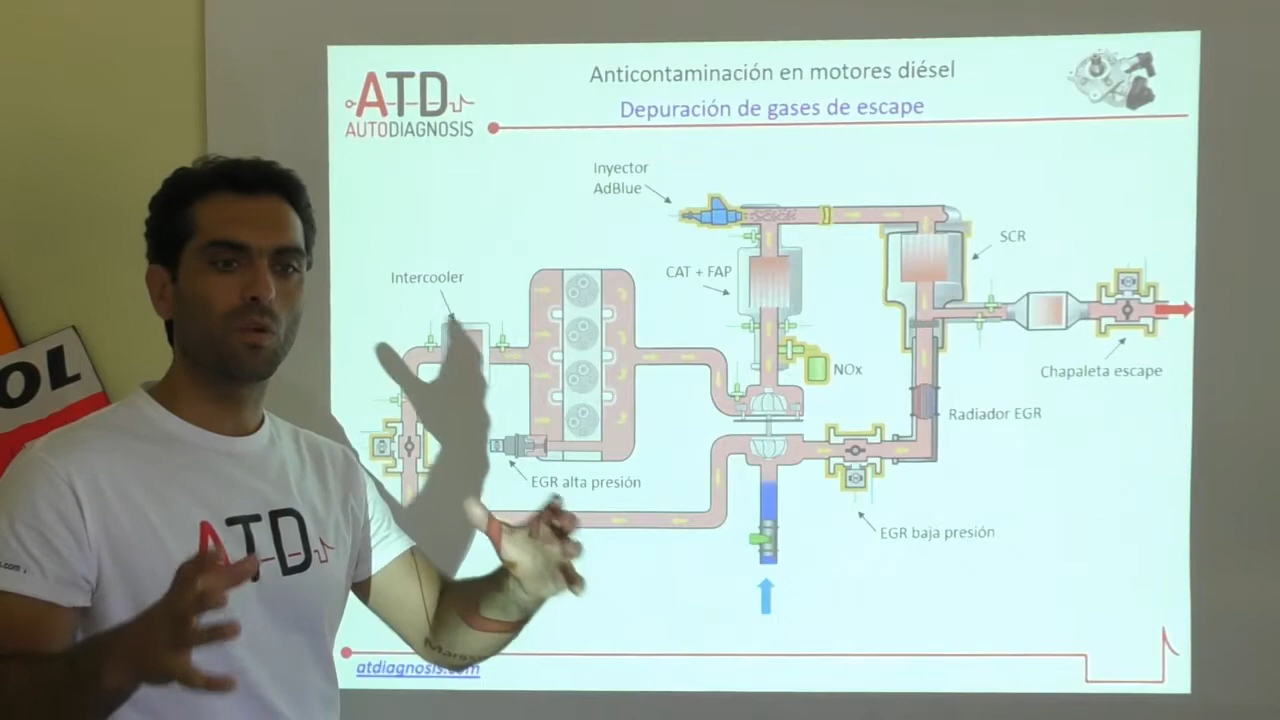 ATD
AUTODIAGNOSIS
Anticontaminación en motores diésel
Depuración de gases de escape
Inyector
AdBlue
SCR
Intercooler
CAT + FAP
NOx
Chapaleta escape
Radiador EGR
EGR alta presión
EGR baja presión
atdiagnosis.com
OL
ATD